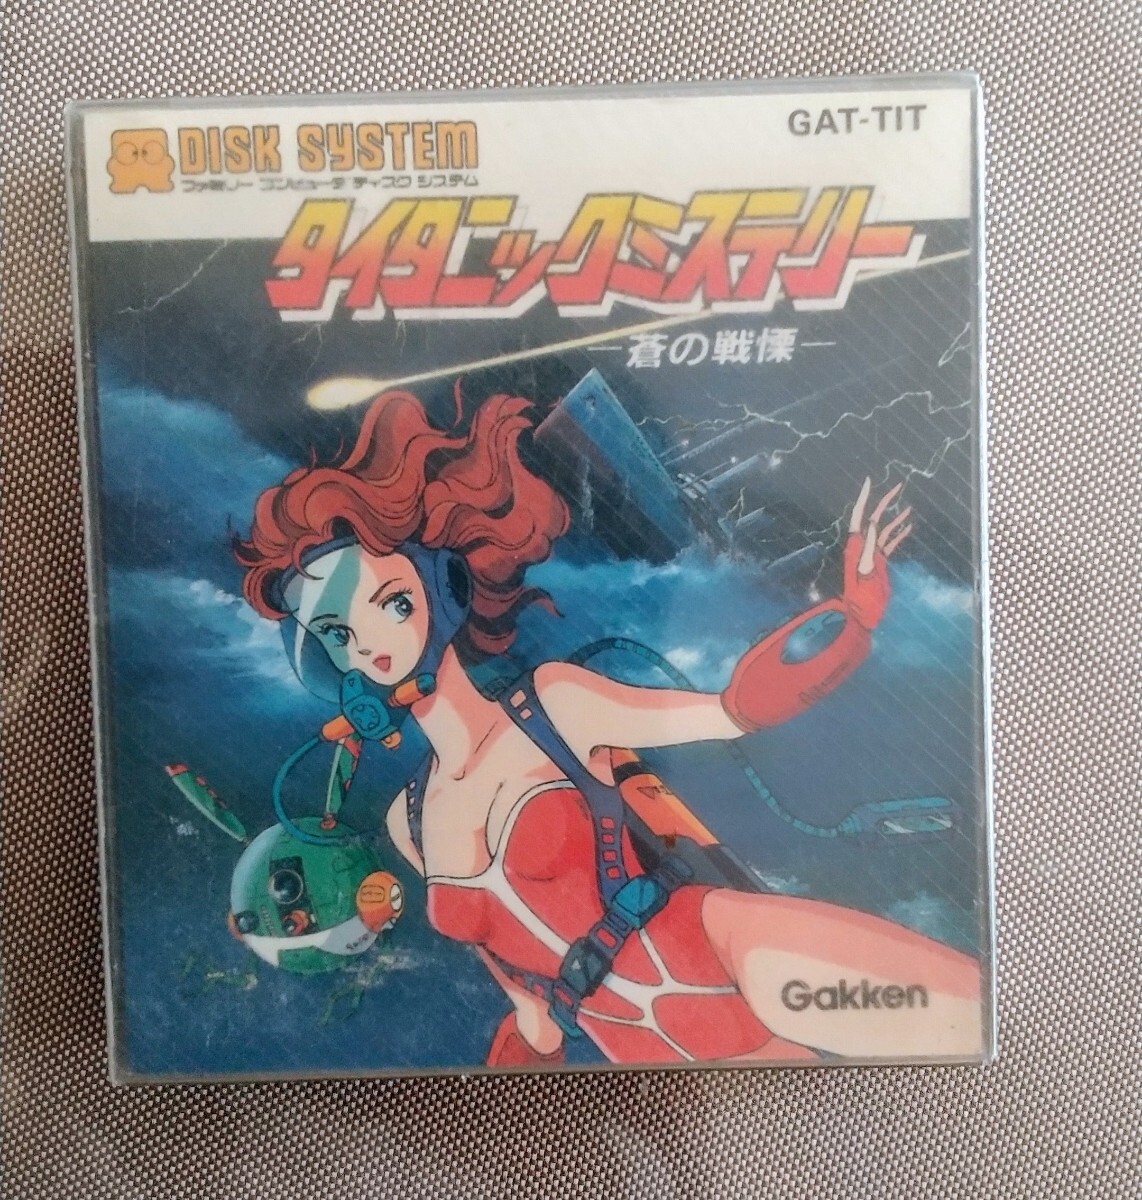 DISK SYSTEM
GAT-TIT
ファミリー コンピュータ ディスク システム
タイタニックミステリー
—蒼の戦慄—
Gakken